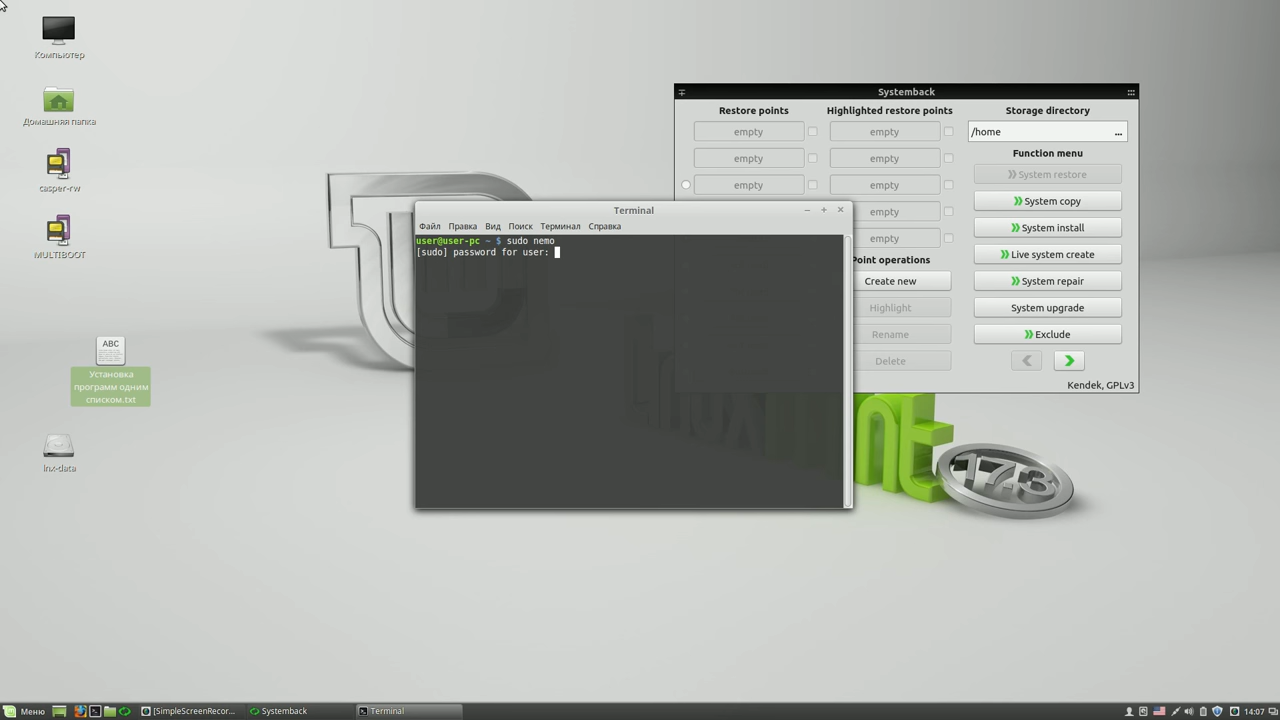 Компьютер
Домашняя папка
casper-rw
MULTIBOOT
ABC
Установка
программ одним
списком.txt
lnx-data
Systemback
Restore points
Highlighted restore points
Storage directory
empty
empty
/home
...
Function menu
empty
empty
System restore
empty
empty
System copy
empty
System install
empty
Live system create
Point operations
Create new
System repair
Highlight
System upgrade
Rename
Exclude
Delete
Kendek, GPLv3
Terminal
Файл Правка Вид Поиск Терминал Справка
user@user-pc ~ $ sudo nemo
[sudo] password for user:
17.3
Меню
[SimpleScreenRecor...
Systemback
Terminal
14:07